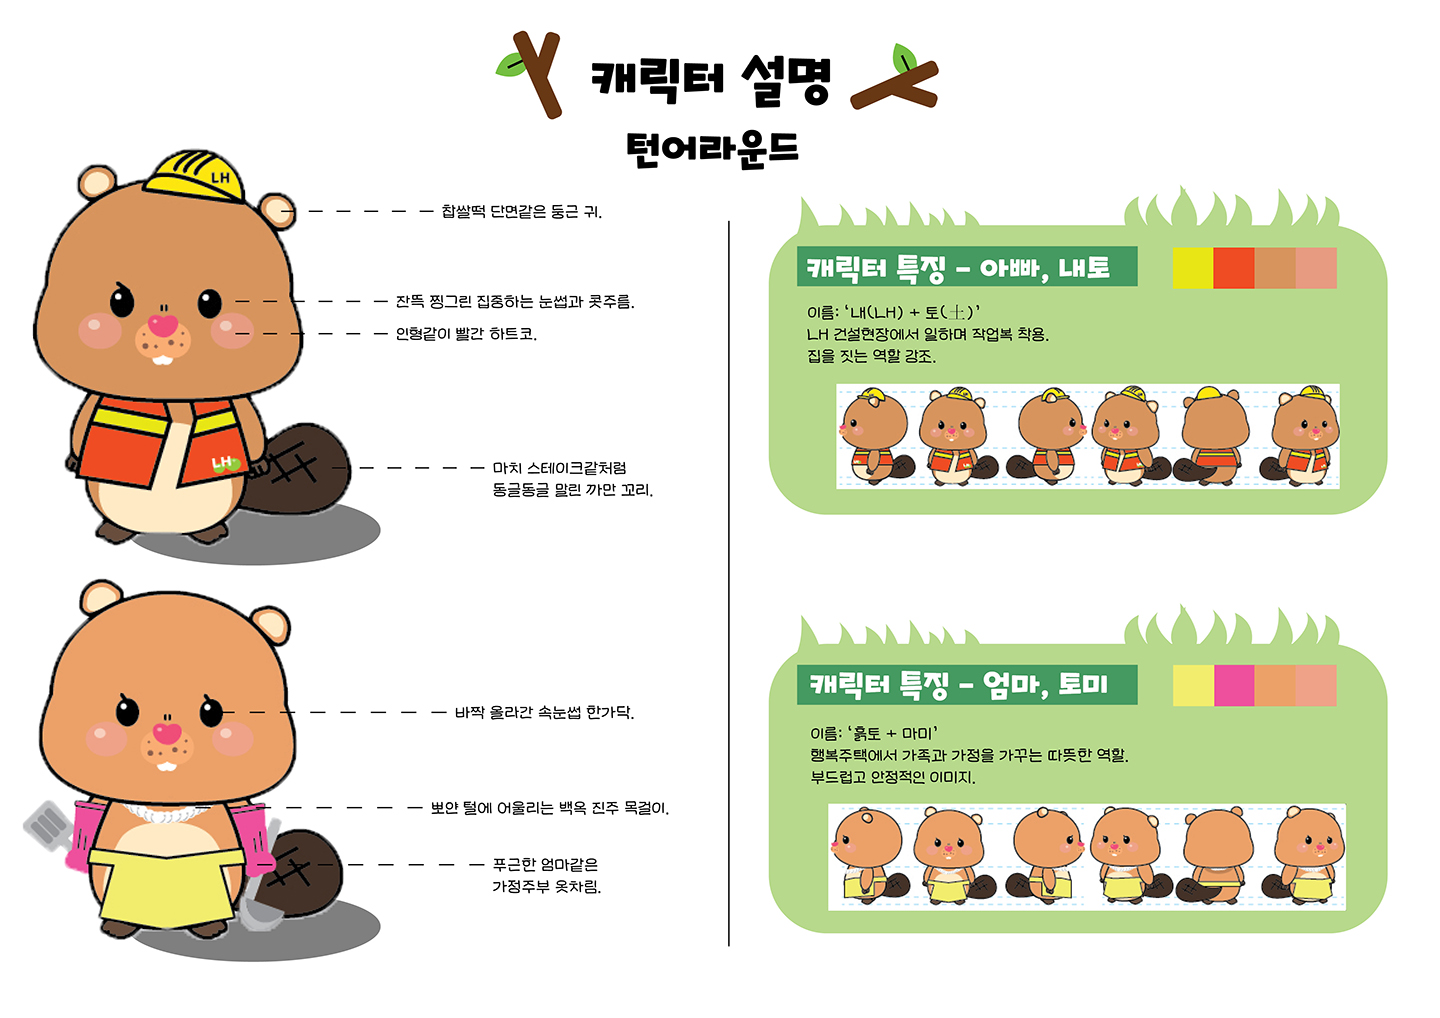 캐릭터 설명
턴어라운드
LH
찹쌀떡 단면같은 둥근 귀.
잔뜩 찡그린 집중하는 눈썹과 콧주름.
인형같이 빨간 하트코.
LH
마치 스테이크같처럼
동글동글 말린 까만 꼬리.
바짝 올라간 속눈썹 한가닥.
뽀얀 털에 어울리는 백옥 진주 목걸이.
푸근한 엄마같은
가정주부 옷차림.
캐릭터 특징 - 아빠, 내토
이름: ‘내(LH) + 토(土)’
LH 건설현장에서 일하며 작업복 착용.
집을 짓는 역할 강조.
캐릭터 특징 - 엄마, 토미
이름: ‘흙토 + 마미’
행복주택에서 가족과 가정을 가꾸는 따뜻한 역할.
부드럽고 안정적인 이미지.